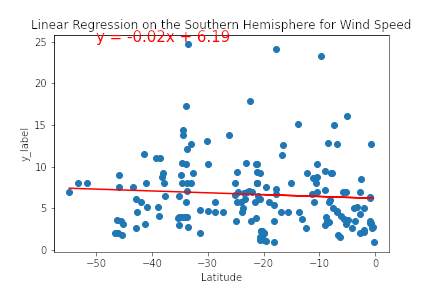 Linear Regression on the Southern Hemisphere for Wind Speed
y = -0.02x + 6.19
25
20
15
10
5
0
y_label
−50 −40 −30 −20 −10 0
Latitude